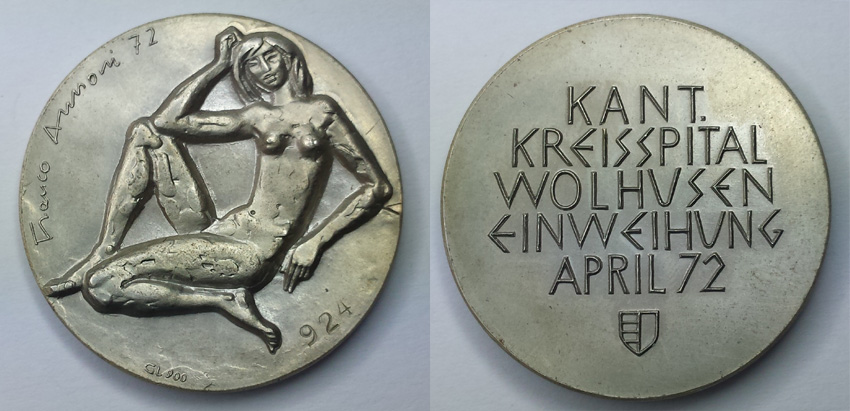 Franco Annoni 72
924
KANT.
KREISSPITAL
WOLHUSEN
EINWEIHUNG
APRIL 72